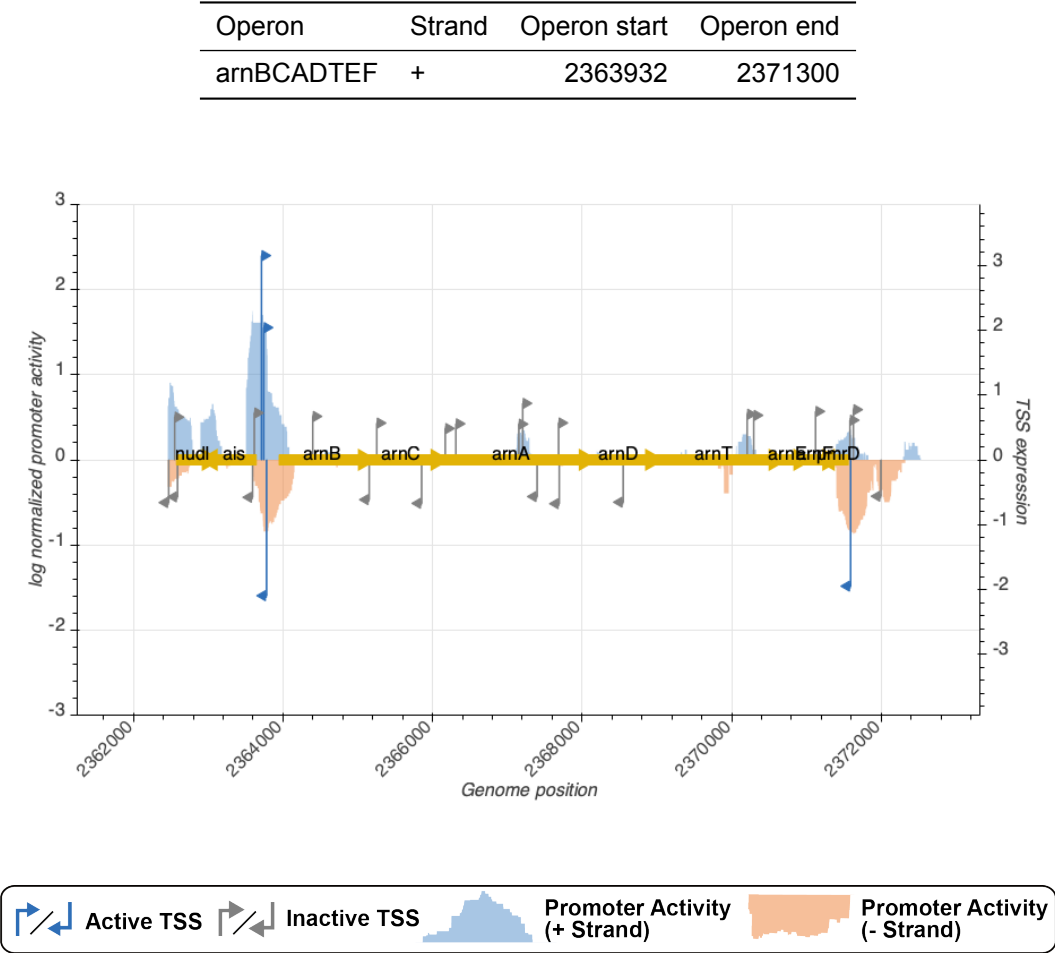 Operon Strand Operon start Operon end
arnBCADTEF + 2363932 2371300
3
2
1
0
-1
-2
-3
log normalized promoter activity
3
2
1
0
-1
-2
-3
TSS expression
nudI ais arnB arnC arnA arnD arnT arnE arnF pmrD
2362000 2364000 2366000 2368000 2370000 2372000
Genome position
Active TSS Inactive TSS Promoter Activity (+ Strand) Promoter Activity (- Strand)